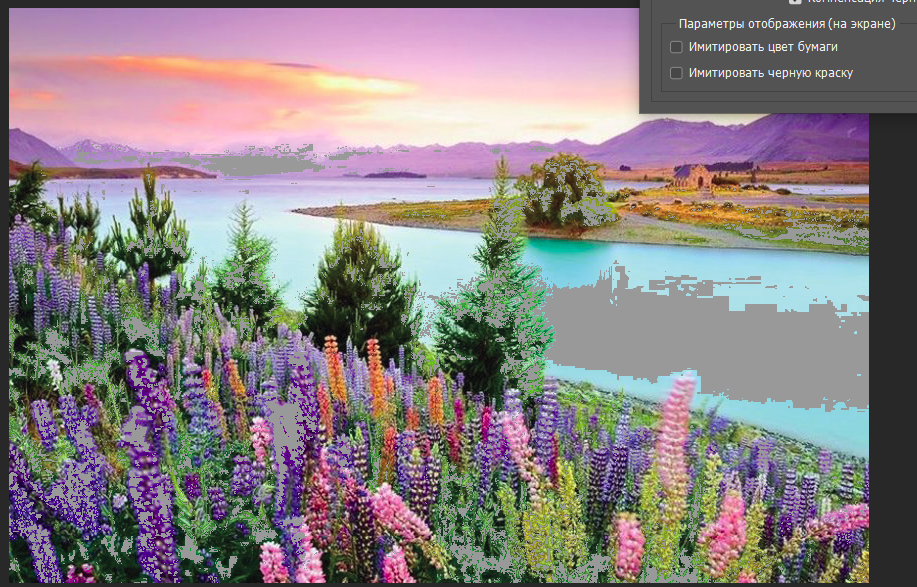 Параметры отображения (на экране)
Имитировать цвет бумаги
Имитировать черную краску